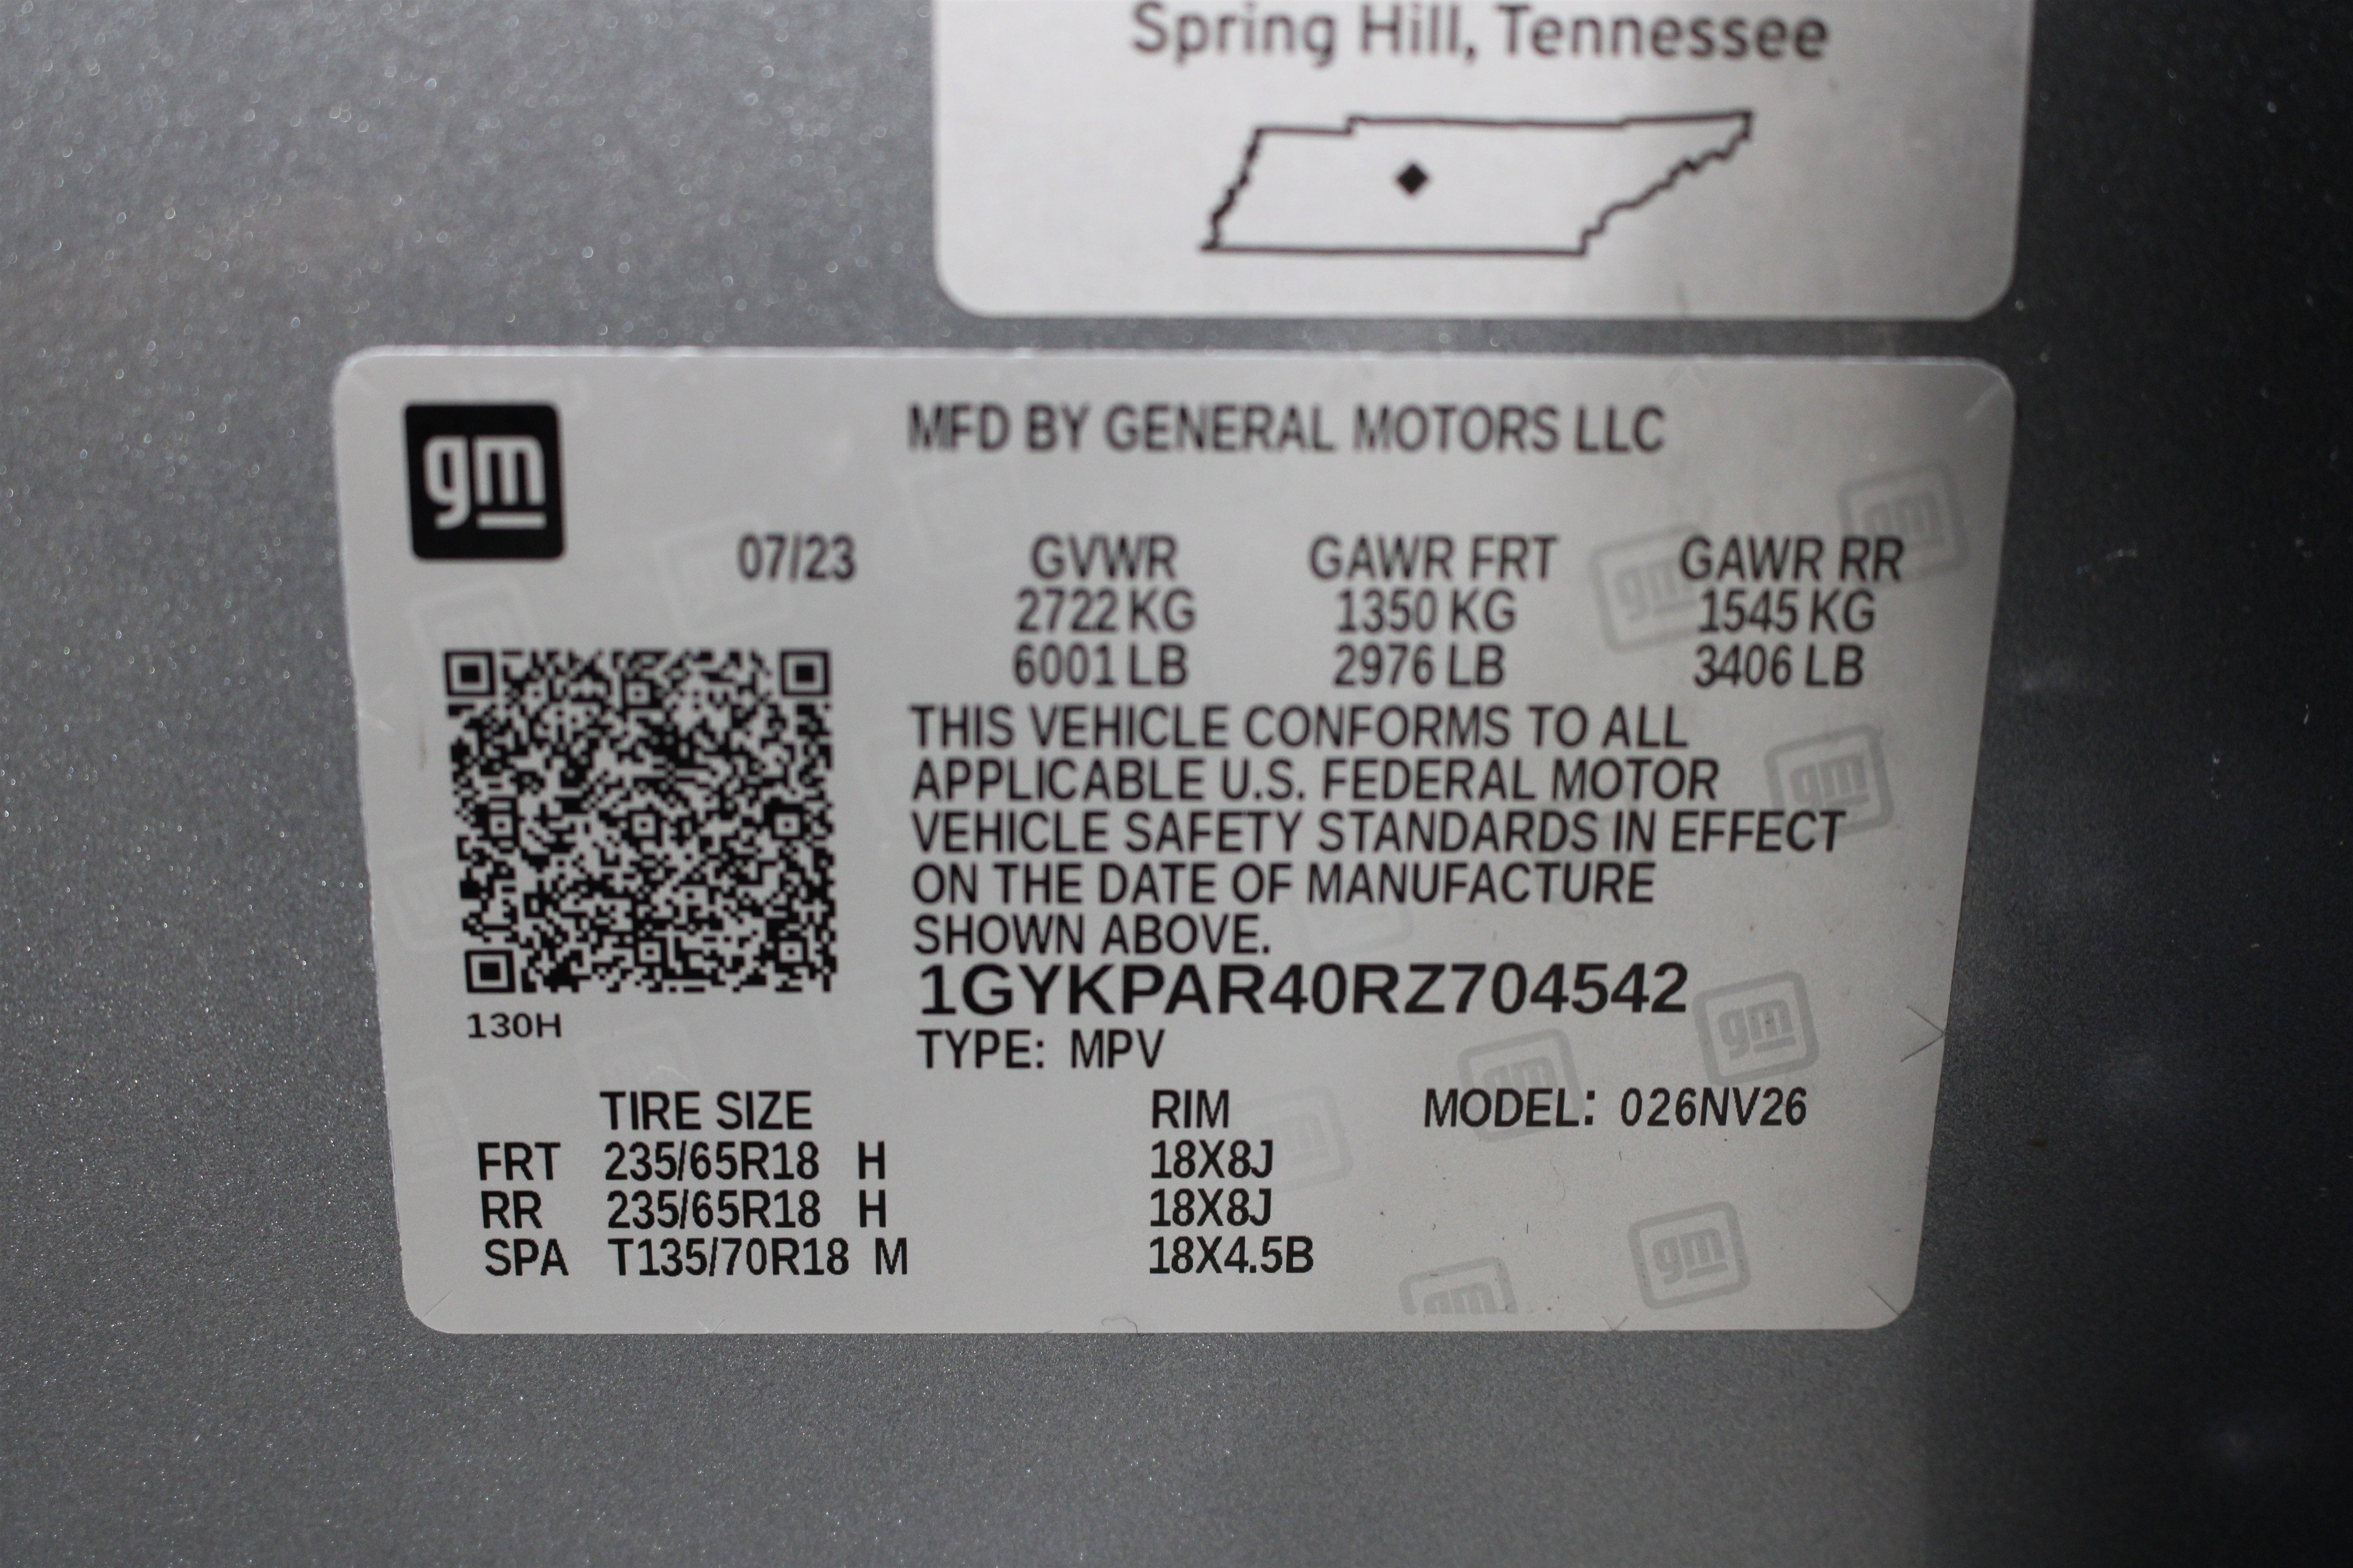 Spring Hill, Tennessee
gm
MFD BY GENERAL MOTORS LLC
07/23 GVWR GAWR FRT GAWR RR
2722 KG 1350 KG 1545 KG
6001 LB 2976 LB 3406 LB
THIS VEHICLE CONFORMS TO ALL
APPLICABLE U.S. FEDERAL MOTOR
VEHICLE SAFETY STANDARDS IN EFFECT
ON THE DATE OF MANUFACTURE
SHOWN ABOVE.
1GYKPAR40RZ704542
130H
TYPE: MPV
TIRE SIZE RIM MODEL: 026NV26
FRT 235/65R18 H 18X8J
RR 235/65R18 H 18X8J
SPA T135/70R18 M 18X4.5B